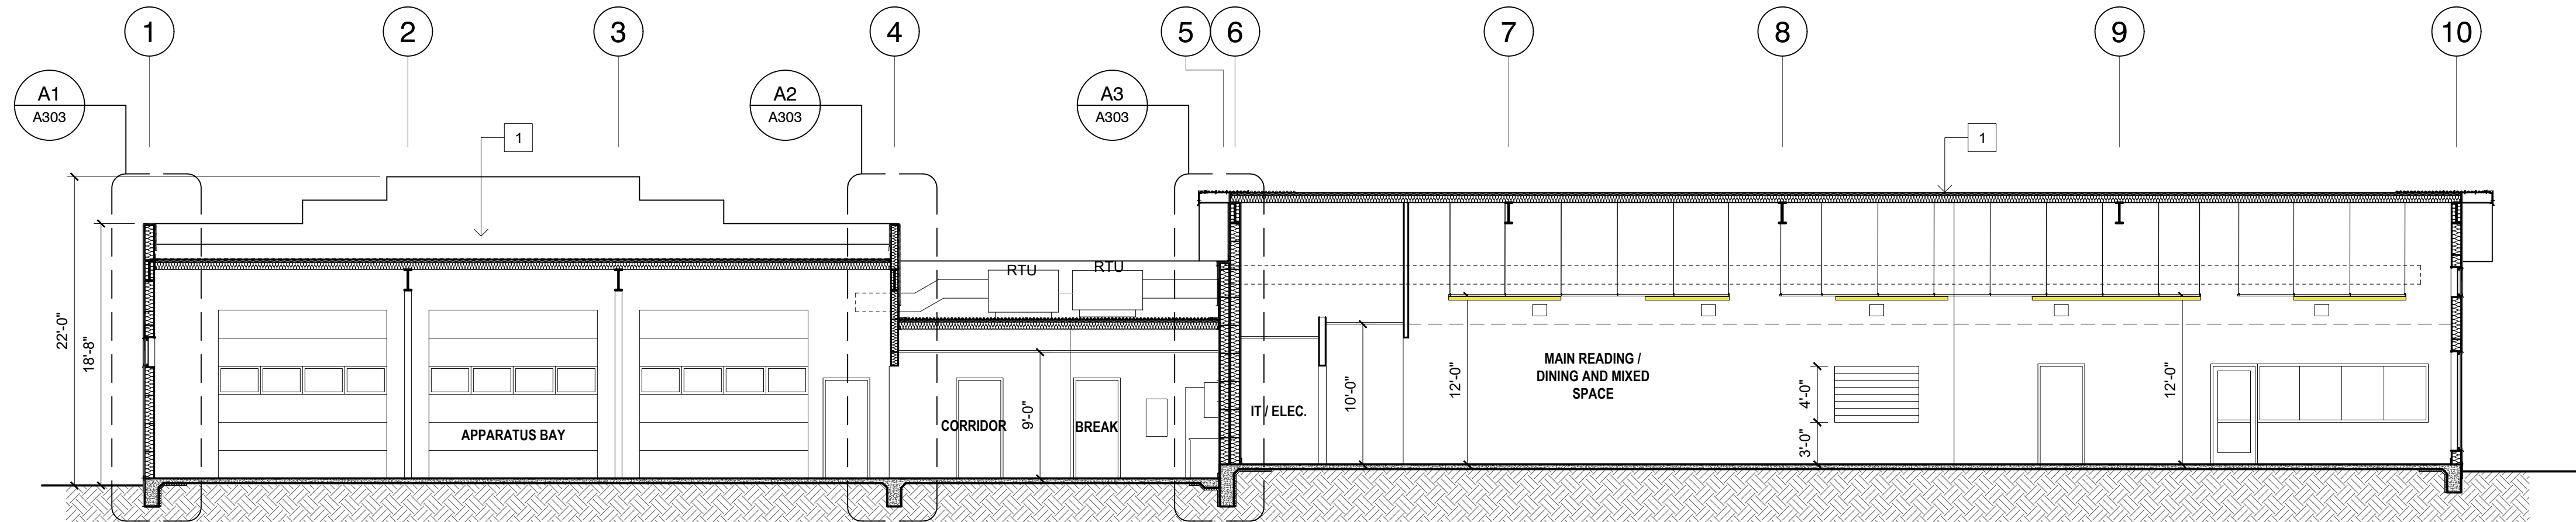 1
2
3
4
5
6
7
8
9
10
A1
A303
A2
A303
A3
A303
1
1
RTU
RTU
22'-0"
18'-8"
APPARATUS BAY
CORRIDOR
9'-0"
BREAK
IT / ELEC.
10'-0"
12'-0"
MAIN READING /
DINING AND MIXED
SPACE
4'-0"
3'-0"
12'-0"